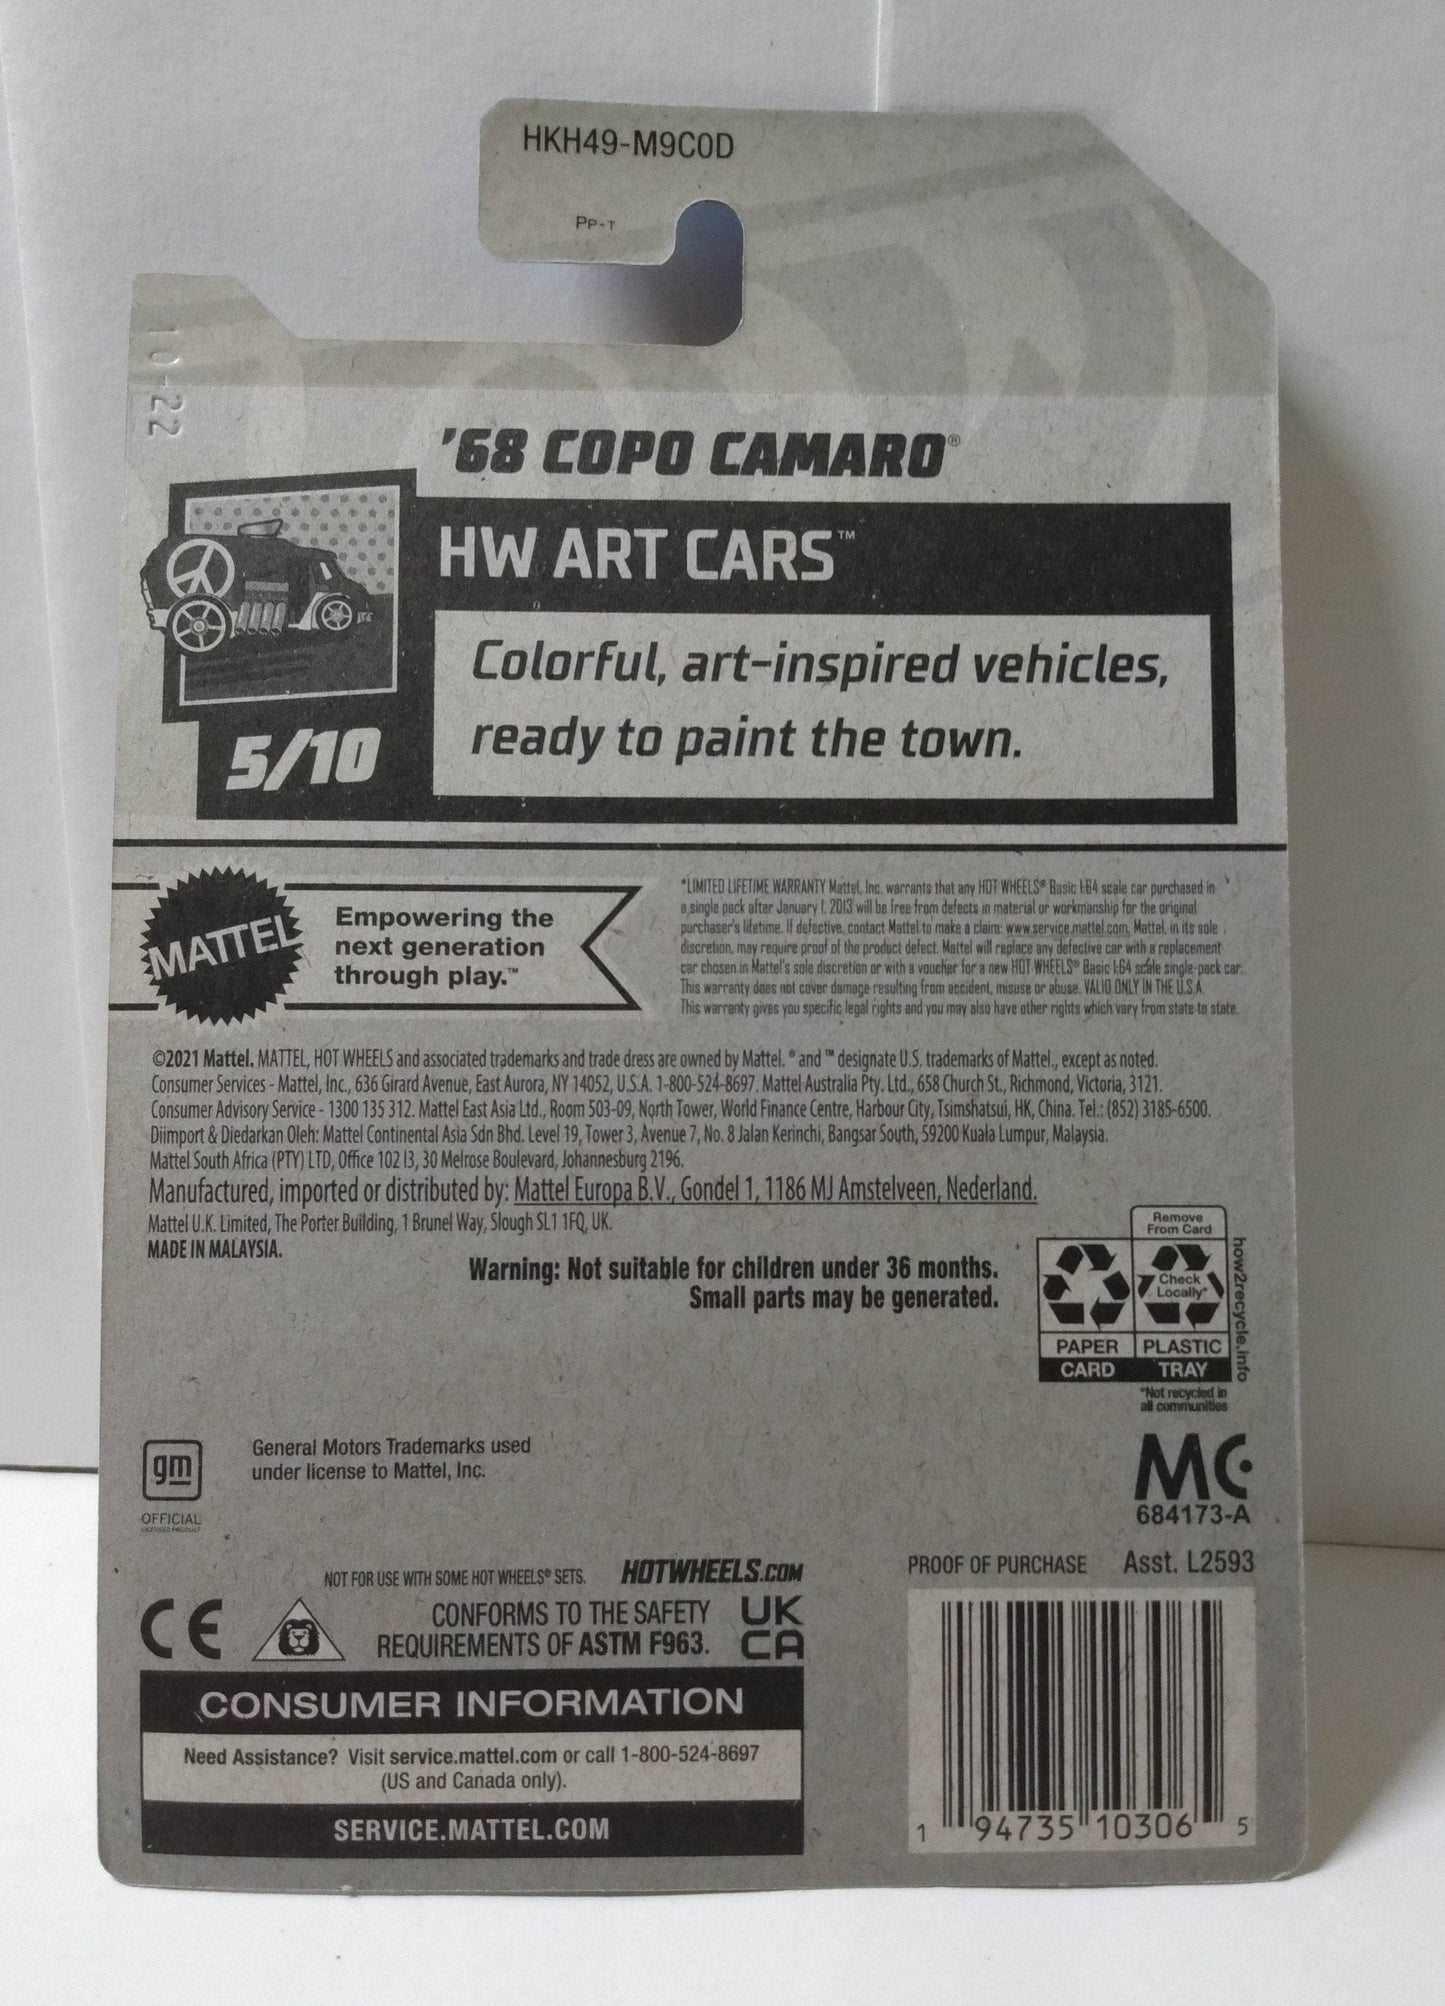 HKH49-M9C0D
PP-T
10-22
'68 COPO CAMARO®
HW ART CARS™
Colorful, art-inspired vehicles,
ready to paint the town.
5/10
MATTEL
Empowering the
next generation
through play.™
*LIMITED LIFETIME WARRANTY Mattel, Inc. warrants that any HOT WHEELS® Basic 1:64 scale car purchased in
a single pack after January 1, 2013 will be free from defects in material or workmanship for the original
purchaser's lifetime. If defective, contact Mattel to make a claim: www.service.mattel.com. Mattel, in its sole
discretion, may require proof of the product defect. Mattel will replace any defective car with a replacement
car chosen in Mattel's sole discretion or with a voucher for a new HOT WHEELS® Basic 1:64 scale single-pack car.
This warranty does not cover damage resulting from accident, misuse or abuse. VALID ONLY IN THE U.S.A.
This warranty gives you specific legal rights and you may also have other rights which vary from state to state.
©2021 Mattel. MATTEL, HOT WHEELS and associated trademarks and trade dress are owned by Mattel. ® and ™ designate U.S. trademarks of Mattel., except as noted.
Consumer Services - Mattel, Inc., 636 Girard Avenue, East Aurora, NY 14052, U.S.A. 1-800-524-8697. Mattel Australia Pty. Ltd., 658 Church St., Richmond, Victoria, 3121.
Consumer Advisory Service - 1300 135 312. Mattel East Asia Ltd., Room 503-09, North Tower, World Finance Centre, Harbour City, Tsimshatsui, HK, China. Tel.: (852) 3185-6500.
Diimport & Diedarkan Oleh: Mattel Continental Asia Sdn Bhd. Level 19, Tower 3, Avenue 7, No. 8 Jalan Kerinchi, Bangsar South, 59200 Kuala Lumpur, Malaysia.
Mattel South Africa (PTY) LTD, Office 102 I3, 30 Melrose Boulevard, Johannesburg 2196.
Manufactured, imported or distributed by: Mattel Europa B.V., Gondel 1, 1186 MJ Amstelveen, Nederland.
Mattel U.K. Limited, The Porter Building, 1 Brunel Way, Slough SL1 1FQ, UK.
MADE IN MALAYSIA.
Warning: Not suitable for children under 36 months.
Small parts may be generated.
Remove
From Card
Check
Locally*
PAPER PLASTIC
CARD TRAY
how2recycle.info
*Not recycled in
all communities
gm
OFFICIAL
LICENSED PRODUCT
General Motors Trademarks used
under license to Mattel, Inc.
MC
684173-A
NOT FOR USE WITH SOME HOT WHEELS® SETS.
HOTWHEELS.COM
PROOF OF PURCHASE Asst. L2593
CE
CONFORMS TO THE SAFETY
REQUIREMENTS OF ASTM F963.
UK
CA
CONSUMER INFORMATION
Need Assistance? Visit service.mattel.com or call 1-800-524-8697
(US and Canada only).
SERVICE.MATTEL.COM
1 94735 10306 5